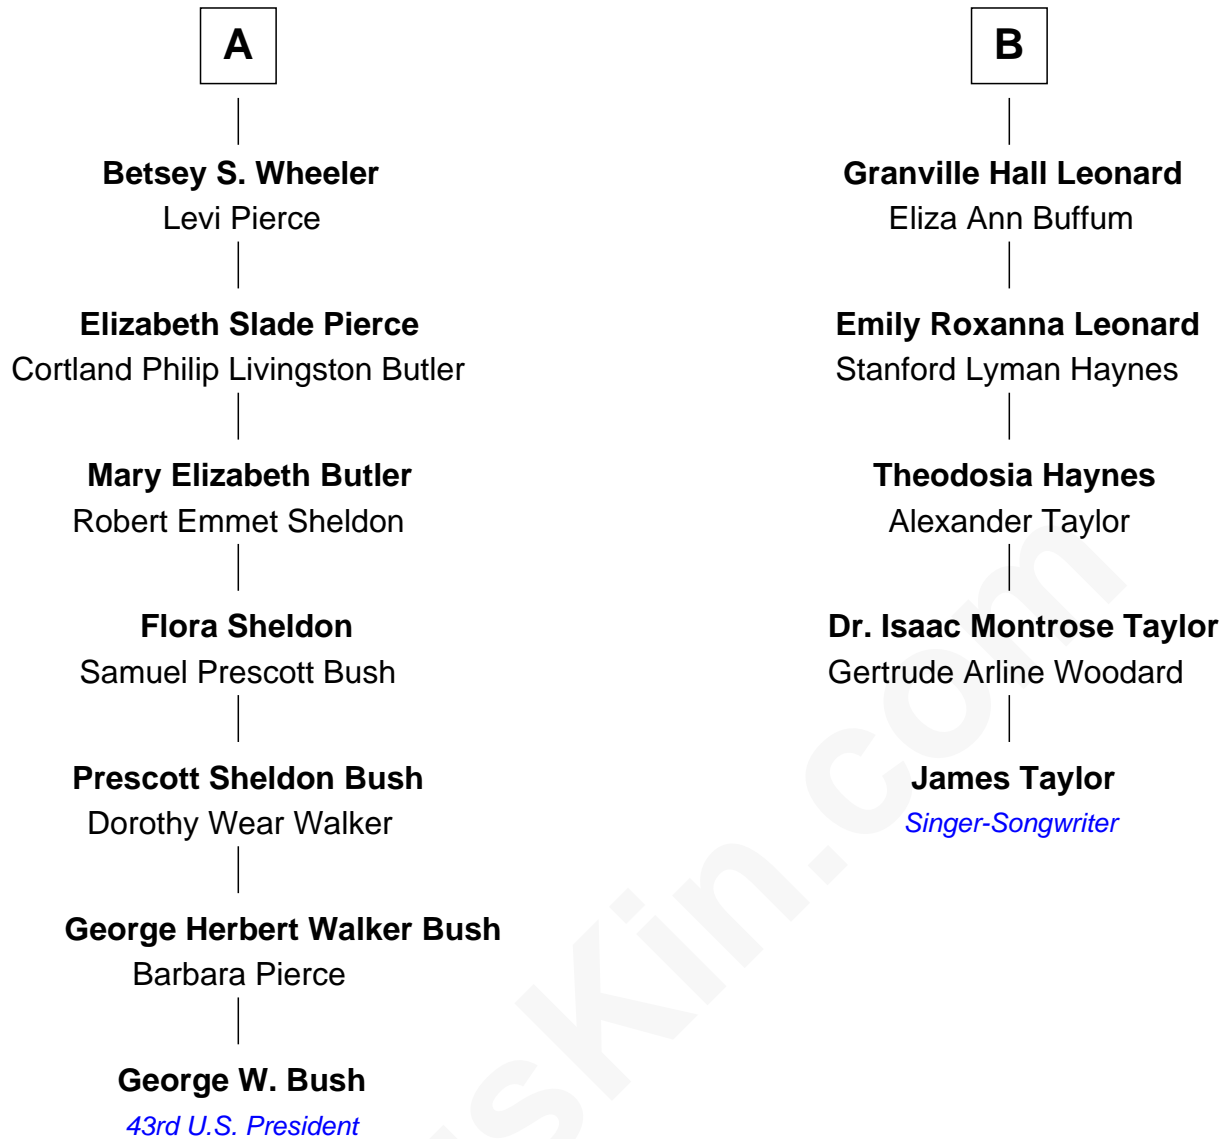 A
Betsey S. Wheeler
Levi Pierce
Elizabeth Slade Pierce
Cortland Philip Livingston Butler
Mary Elizabeth Butler
Robert Emmet Sheldon
Flora Sheldon
Samuel Prescott Bush
Prescott Sheldon Bush
Dorothy Wear Walker
George Herbert Walker Bush
Barbara Pierce
George W. Bush
43rd U.S. President
B
Granville Hall Leonard
Eliza Ann Buffum
Emily Roxanna Leonard
Stanford Lyman Haynes
Theodosia Haynes
Alexander Taylor
Dr. Isaac Montrose Taylor
Gertrude Arline Woodard
James Taylor
Singer-Songwriter
sKin.com